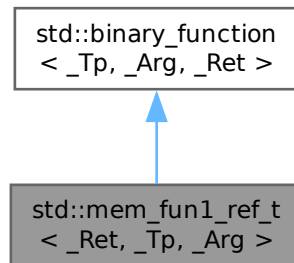 std::binary_function
< _Tp, _Arg, _Ret >
std::mem_fun1_ref_t
< _Ret, _Tp, _Arg >